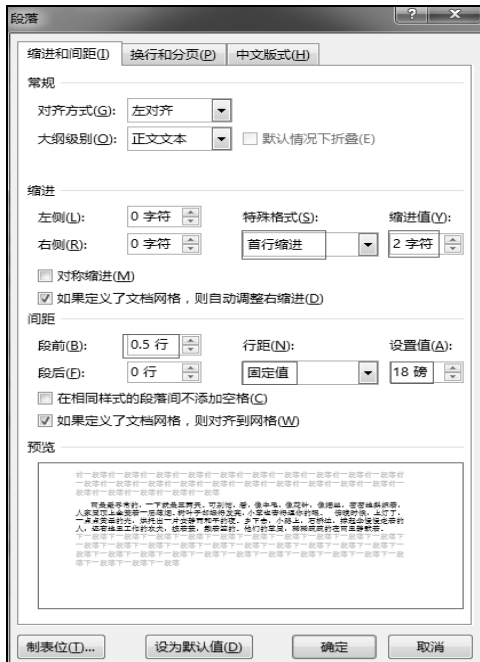 段落
缩进和间距(I) 换行和分页(P) 中文版式(H)
常规
对齐方式(G): 左对齐
大纲级别(O): 正文文本 默认情况下折叠(E)
缩进
左侧(L): 0 字符 特殊格式(S): 缩进值(Y):
右侧(R): 0 字符 首行缩进 2 字符
对称缩进(M)
如果定义了文档网格，则自动调整右缩进(D)
间距
段前(B): 0.5 行 行距(N): 设置值(A):
段后(F): 0 行 固定值 18 磅
在相同样式的段落间不添加空格(C)
如果定义了文档网格，则对齐到网格(W)
预览
制表位(T)... 设为默认值(D) 确定 取消